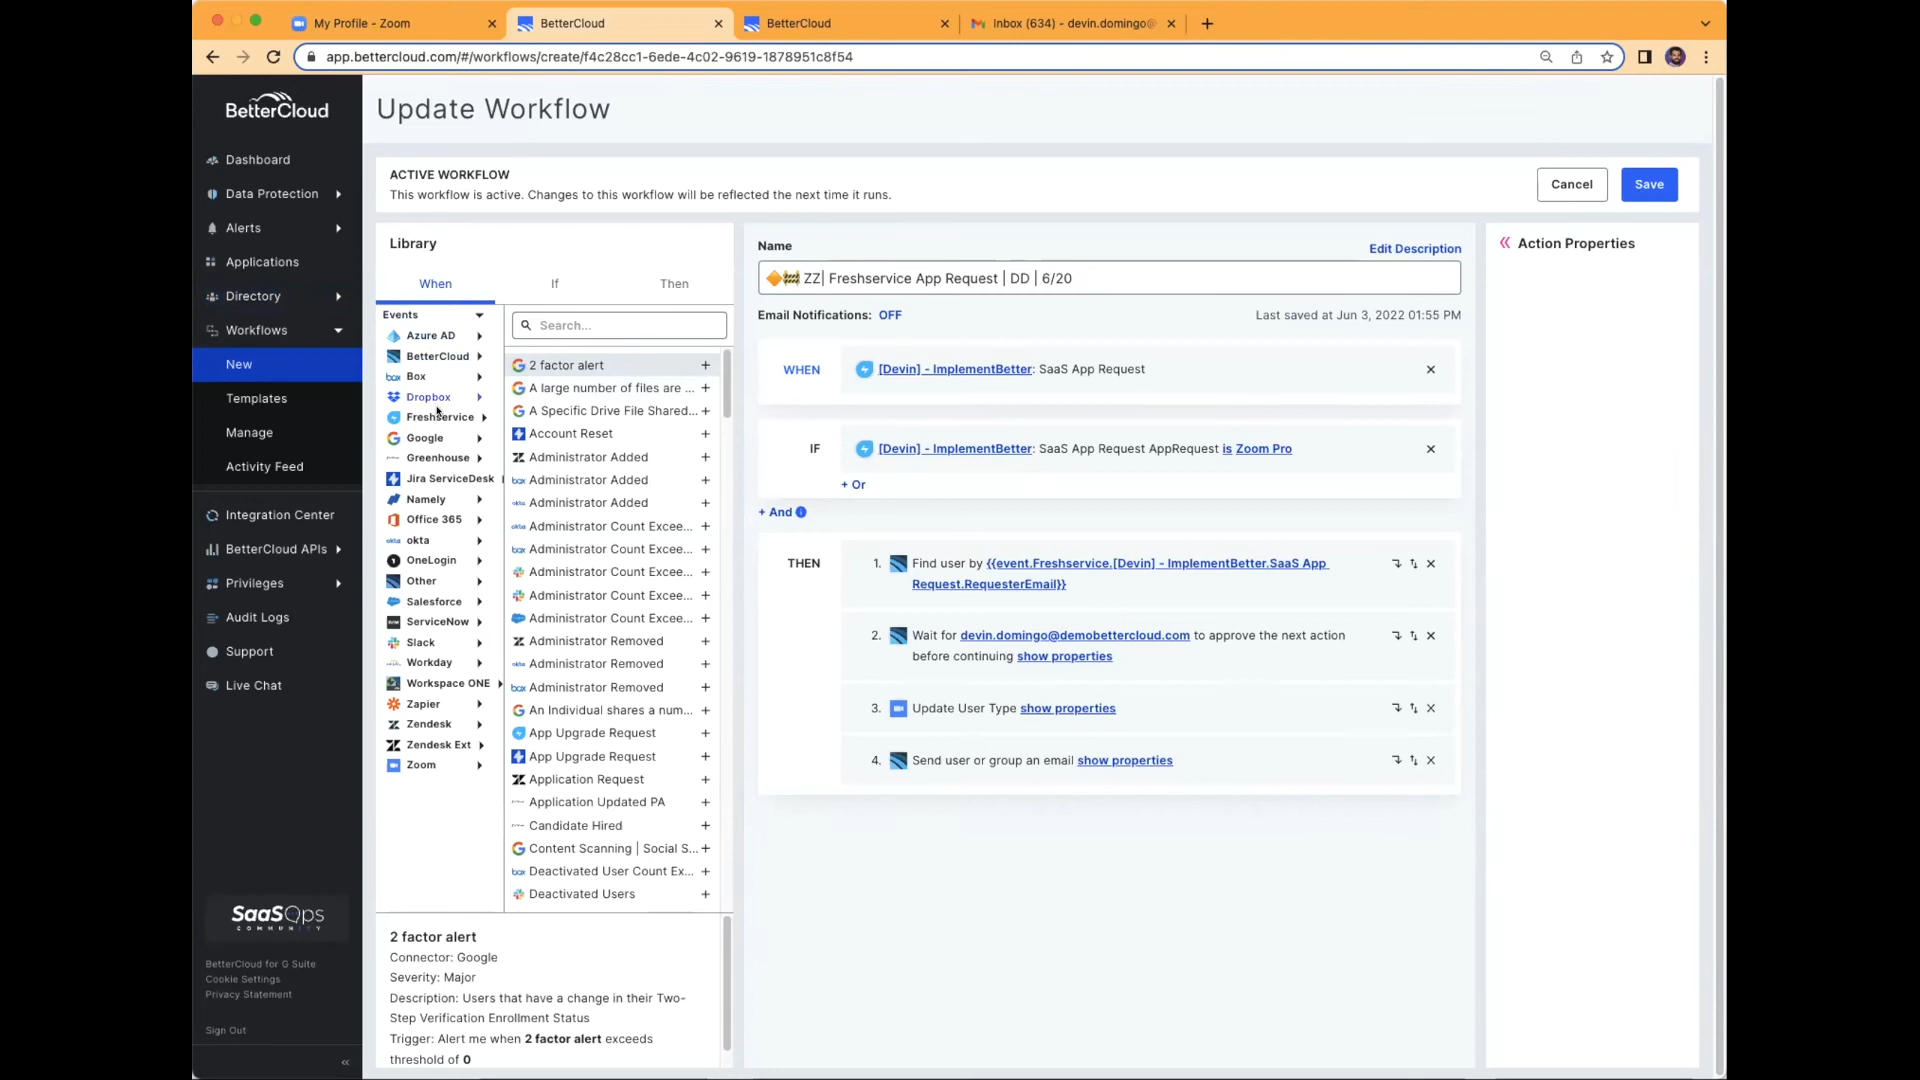 My Profile - Zoom
BetterCloud
BetterCloud
Inbox (634) - devin.domingo@
app.bettercloud.com/#/workflows/create/f4c28cc1-6ede-4c02-9619-1878951c8f54
BetterCloud
Dashboard
Data Protection
Alerts
Applications
Directory
Workflows
New
Templates
Manage
Activity Feed
Integration Center
BetterCloud APIs
Privileges
Audit Logs
Support
Live Chat
SaaSOps
COMMUNITY
BetterCloud for G Suite
Cookie Settings
Privacy Statement
Sign Out
Update Workflow
ACTIVE WORKFLOW
This workflow is active. Changes to this workflow will be reflected the next time it runs.
Cancel
Save
Library
When
If
Then
Events
Azure AD
BetterCloud
Box
Dropbox
Freshservice
Google
Greenhouse
Jira ServiceDesk
Namely
Office 365
okta
OneLogin
Other
Salesforce
ServiceNow
Slack
Workday
Workspace ONE
Zapier
Zendesk
Zendesk Ext
Zoom
Search...
2 factor alert +
A large number of files are ... +
A Specific Drive File Shared... +
Account Reset +
Administrator Added +
Administrator Added +
Administrator Added +
Administrator Count Excee... +
Administrator Count Excee... +
Administrator Count Excee... +
Administrator Count Excee... +
Administrator Count Excee... +
Administrator Removed +
Administrator Removed +
Administrator Removed +
An Individual shares a num... +
App Upgrade Request +
App Upgrade Request +
Application Request +
Application Updated PA +
Candidate Hired +
Content Scanning | Social S... +
Deactivated User Count Ex... +
Deactivated Users +
2 factor alert
Connector: Google
Severity: Major
Description: Users that have a change in their Two-
Step Verification Enrollment Status
Trigger: Alert me when 2 factor alert exceeds
threshold of 0
Name
Edit Description
🔶🚧 ZZ| Freshservice App Request | DD | 6/20
Email Notifications: OFF
Last saved at Jun 3, 2022 01:55 PM
WHEN
[Devin] - ImplementBetter: SaaS App Request
IF
[Devin] - ImplementBetter: SaaS App Request AppRequest is Zoom Pro
+ Or
+ And
THEN
1. Find user by {{event.Freshservice.[Devin] - ImplementBetter.SaaS App
Request.RequesterEmail}}
2. Wait for devin.domingo@demobettercloud.com to approve the next action
before continuing show properties
3. Update User Type show properties
4. Send user or group an email show properties
Action Properties